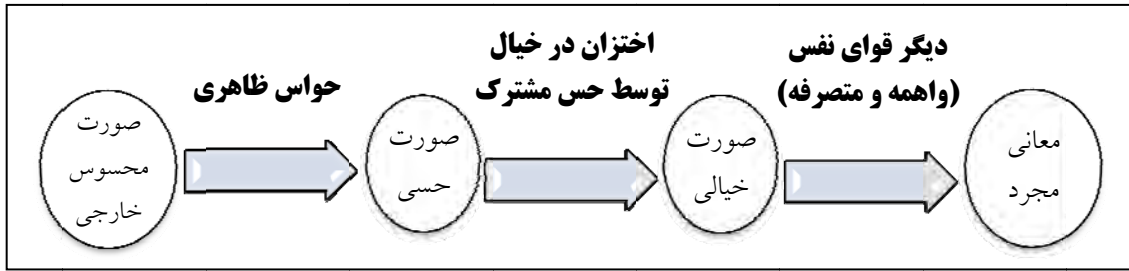 حواس ظاهری
اختزان در خیال
توسط حس مشترک
دیگر قوای نفس
(واهمه و متصرفه)
صورت
محسوس
خارجی
صورت
حسی
صورت
خیالی
معانی
مجرد